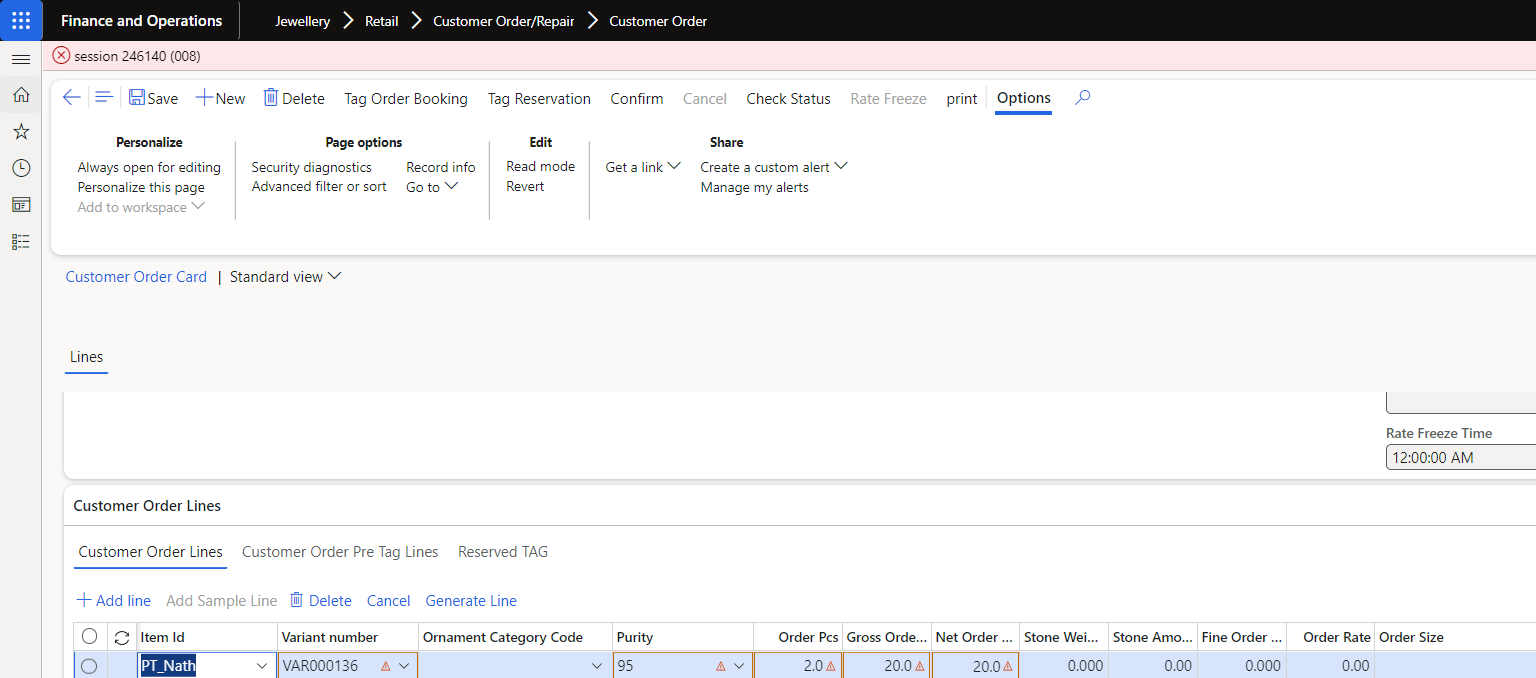 Finance and Operations Jewellery Retail Customer Order/Repair Customer Order
session 246140 (008)
Save New Delete Tag Order Booking Tag Reservation Confirm Cancel Check Status Rate Freeze print Options
Personalize Page options Edit Share
Always open for editing Security diagnostics Record info Read mode Get a link Create a custom alert
Personalize this page Advanced filter or sort Go to Revert Manage my alerts
Add to workspace
Customer Order Card | Standard view
Lines
Rate Freeze Time
12:00:00 AM
Customer Order Lines
Customer Order Lines Customer Order Pre Tag Lines Reserved TAG
Add line Add Sample Line Delete Cancel Generate Line
Item Id Variant number Ornament Category Code Purity Order Pcs Gross Orde... Net Order ... Stone Wei... Stone Amo... Fine Order ... Order Rate Order Size
PT_Nath VAR000136 95 2.0 20.0 20.0 0.000 0.00 0.000 0.00